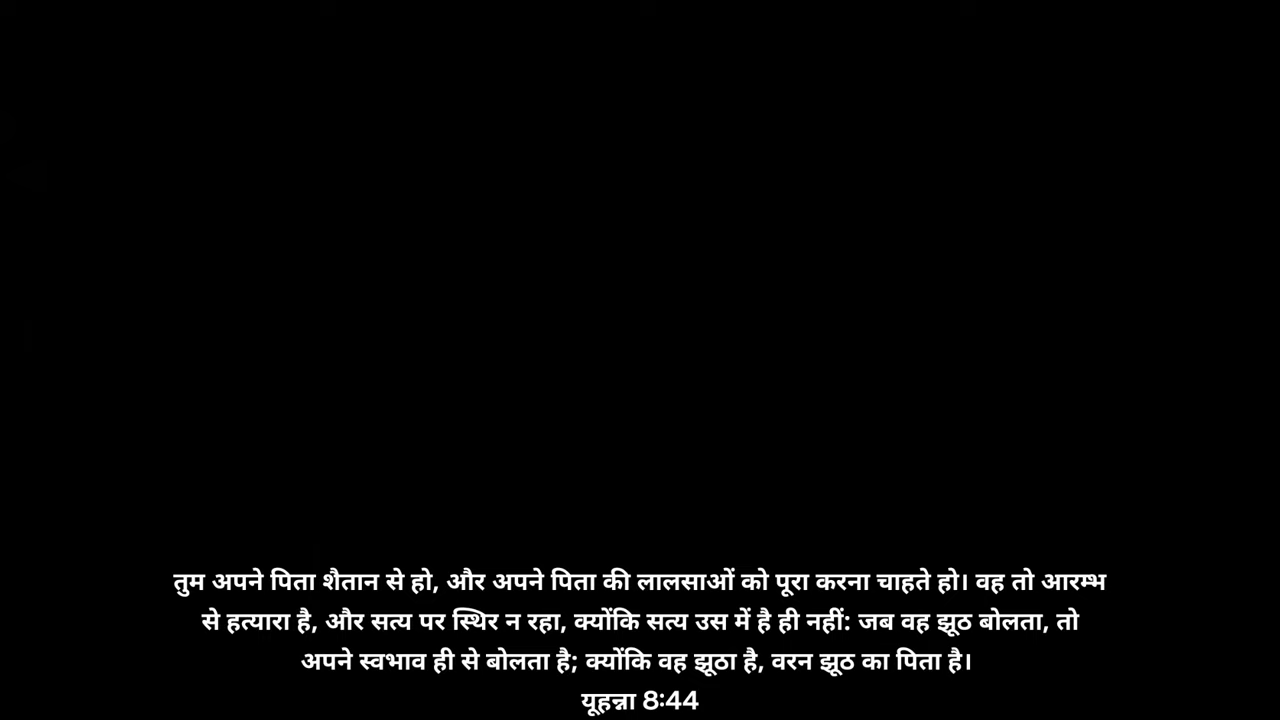 तुम अपने पिता शैतान से हो, और अपने पिता की लालसाओं को पूरा करना चाहते हो। वह तो आरम्भ
से हत्यारा है, और सत्य पर स्थिर न रहा, क्योंकि सत्य उस में है ही नहीं: जब वह झूठ बोलता, तो
अपने स्वभाव ही से बोलता है; क्योंकि वह झूठा है, वरन झूठ का पिता है।
यूहन्ना 8:44